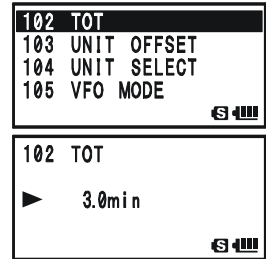 102 TOT
103 UNIT OFFSET
104 UNIT SELECT
105 VFO MODE
S
102 TOT
▶ 3.0min
S